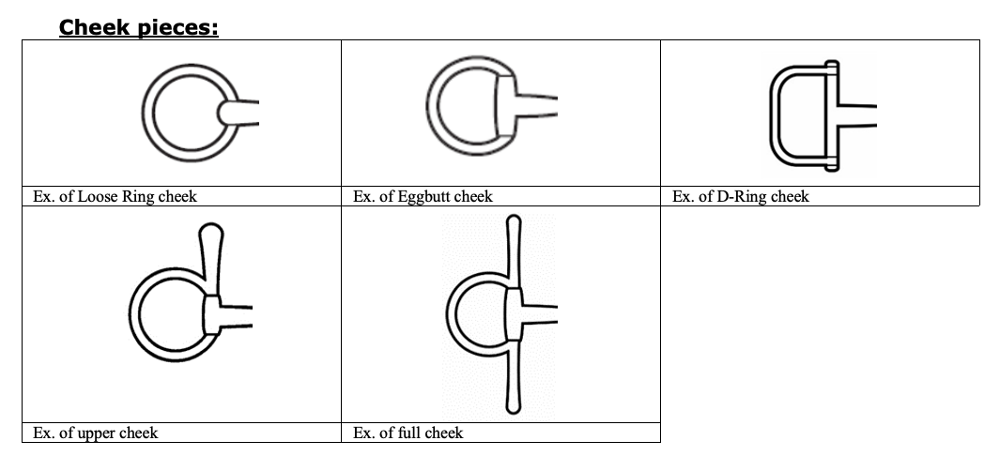 Cheek pieces:
Ex. of Loose Ring cheek
Ex. of Eggbutt cheek
Ex. of D-Ring cheek
Ex. of upper cheek
Ex. of full cheek